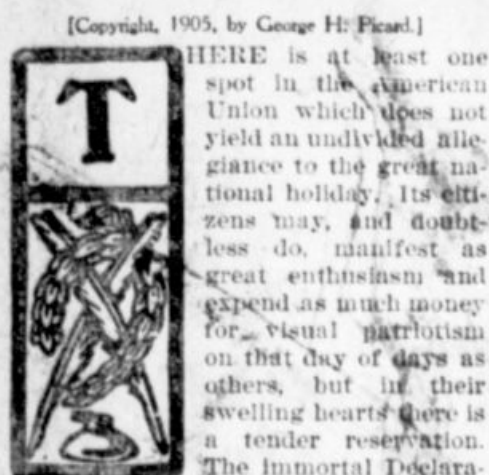 [Copyright, 1905, by George H. Picard.]
THERE is at least one
spot in the American
Union which does not
yield an undivided alle-
giance to the great na-
tional holiday. Its citi-
zens may, and doubt-
less do, manifest as
great enthusiasm and
expend as much money
for visual patriotism
on that day of days as
others, but in their
swelling hearts there is
a tender reservation.
The immortal Declara-